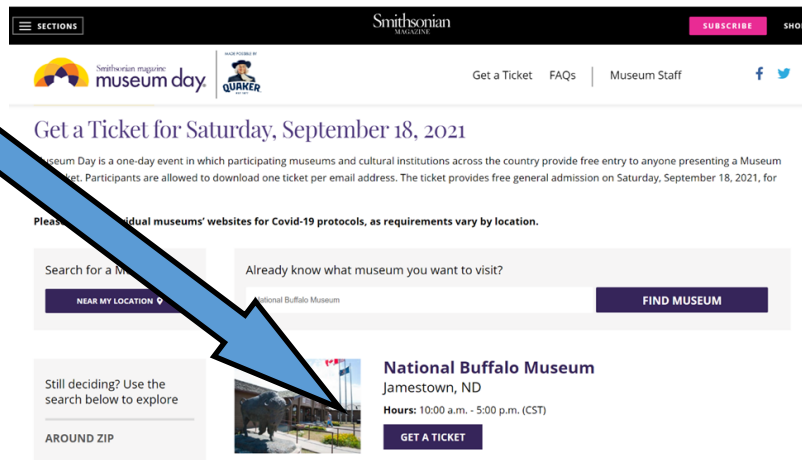 SECTIONS
Smithsonian
MAGAZINE
SUBSCRIBE
SHO
Smithsonian magazine
museum day.
MADE POSSIBLE BY
QUAKER
Get a Ticket
FAQs
Museum Staff
Get a Ticket for Saturday, September 18, 2021
useum Day is a one-day event in which participating museums and cultural institutions across the country provide free entry to anyone presenting a Museum
ket. Participants are allowed to download one ticket per email address. The ticket provides free general admission on Saturday, September 18, 2021, for
Pleas vidual museums' websites for Covid-19 protocols, as requirements vary by location.
Search for a M
Already know what museum you want to visit?
NEAR MY LOCATION
National Buffalo Museum
FIND MUSEUM
Still deciding? Use the
search below to explore
AROUND ZIP
National Buffalo Museum
Jamestown, ND
Hours: 10:00 a.m. - 5:00 p.m. (CST)
GET A TICKET